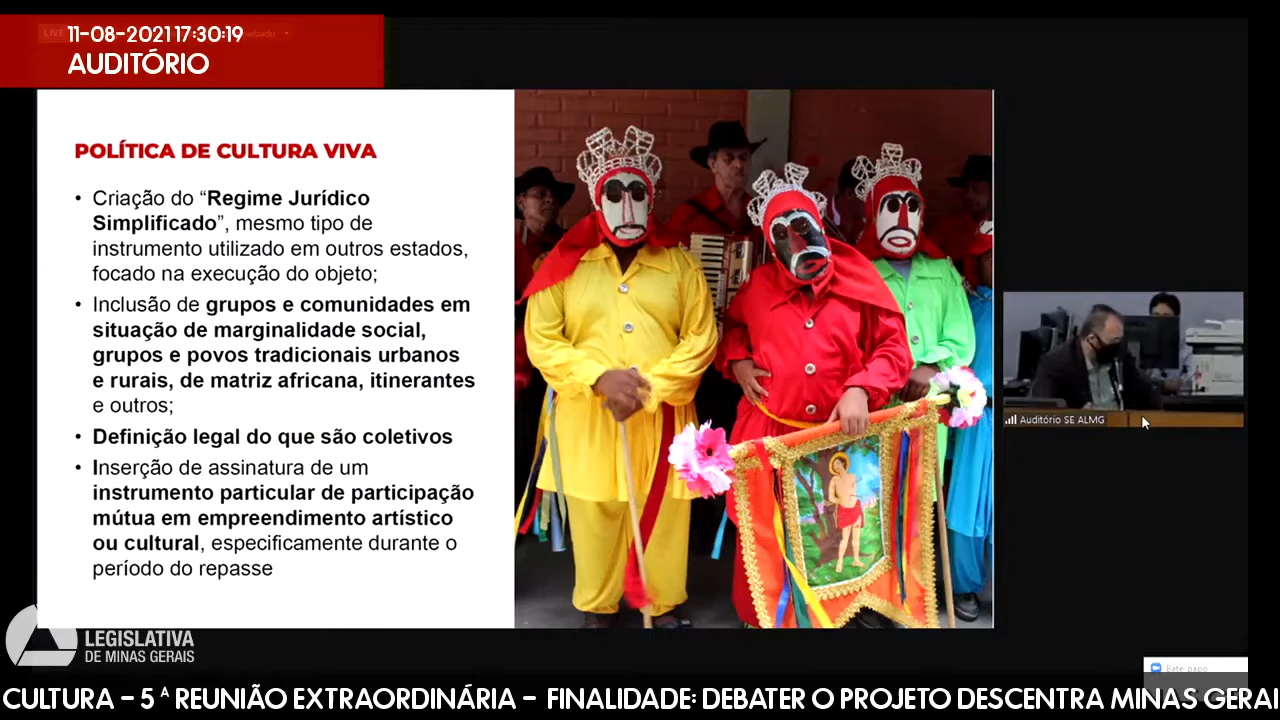 11-08-2021 17:30:19
AUDITÓRIO
POLÍTICA DE CULTURA VIVA
• Criação do “Regime Jurídico
Simplificado”, mesmo tipo de
instrumento utilizado em outros estados,
focado na execução do objeto;
• Inclusão de grupos e comunidades em
situação de marginalidade social,
grupos e povos tradicionais urbanos
e rurais, de matriz africana, itinerantes
e outros;
• Definição legal do que são coletivos
• Inserção de assinatura de um
instrumento particular de participação
mútua em empreendimento artístico
ou cultural, especificamente durante o
período do repasse
Auditório SE ALMG
LEGISLATIVA
DE MINAS GERAIS
Bate-papo
CULTURA – 5ª REUNIÃO EXTRAORDINÁRIA – FINALIDADE: DEBATER O PROJETO DESCENTRA MINAS GERAI